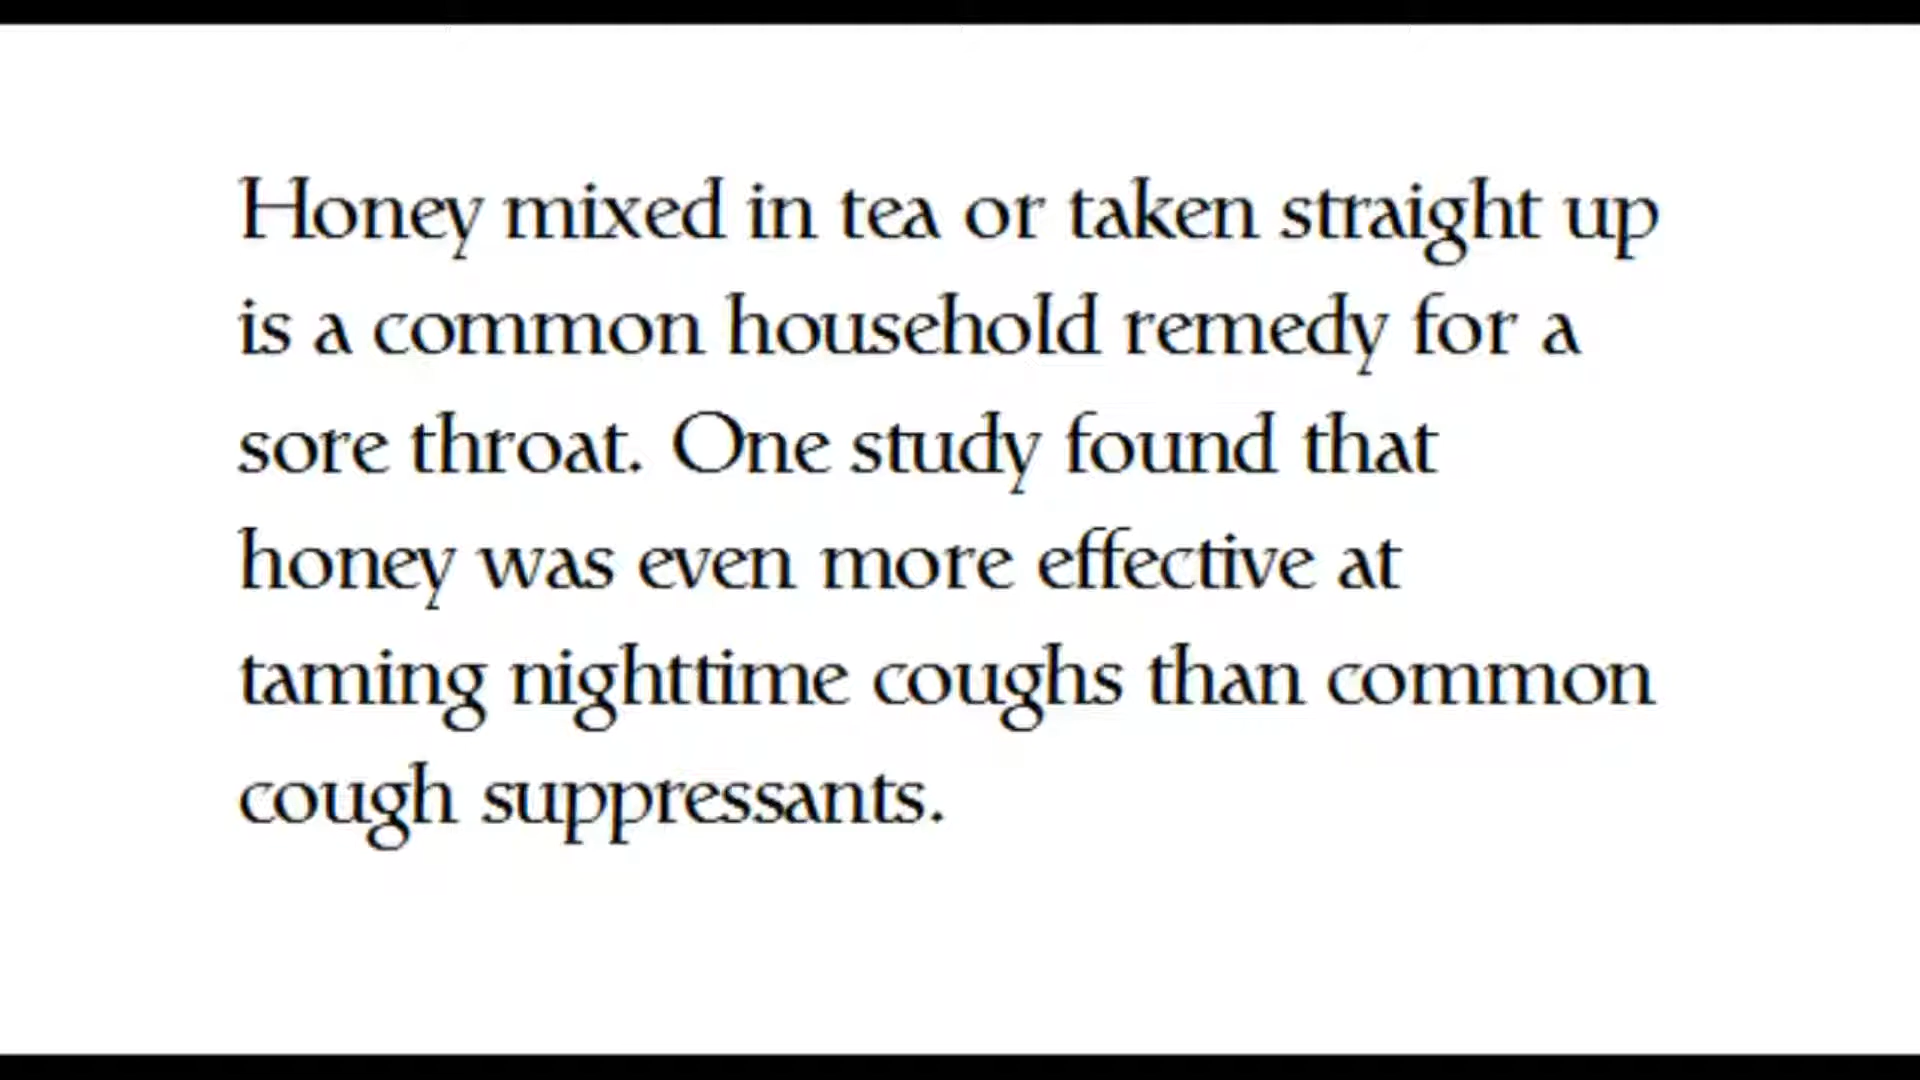 Honey mixed in tea or taken straight up
is a common household remedy for a
sore throat. One study found that
honey was even more effective at
taming nighttime coughs than common
cough suppressants.